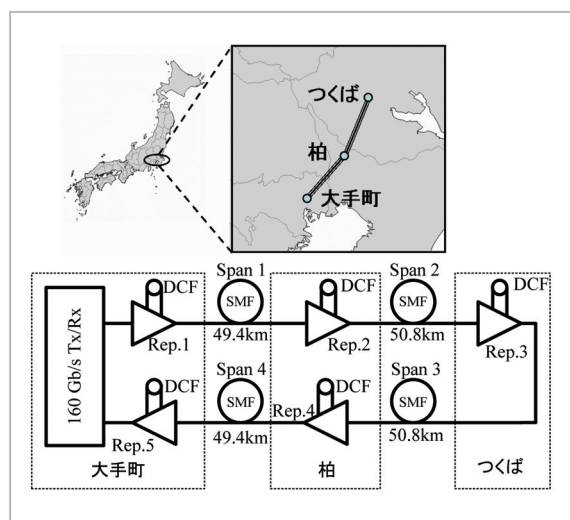 つくば
柏
大手町
Span 1
Span 2
DCF
SMF
DCF
SMF
DCF
160 Gb/s Tx/Rx
Rep.1
49.4km
Rep.2
50.8km
Rep.3
Span 4
Span 3
DCF
SMF
DCF
SMF
Rep.4
Rep.5
49.4km
50.8km
大手町
柏
つくば